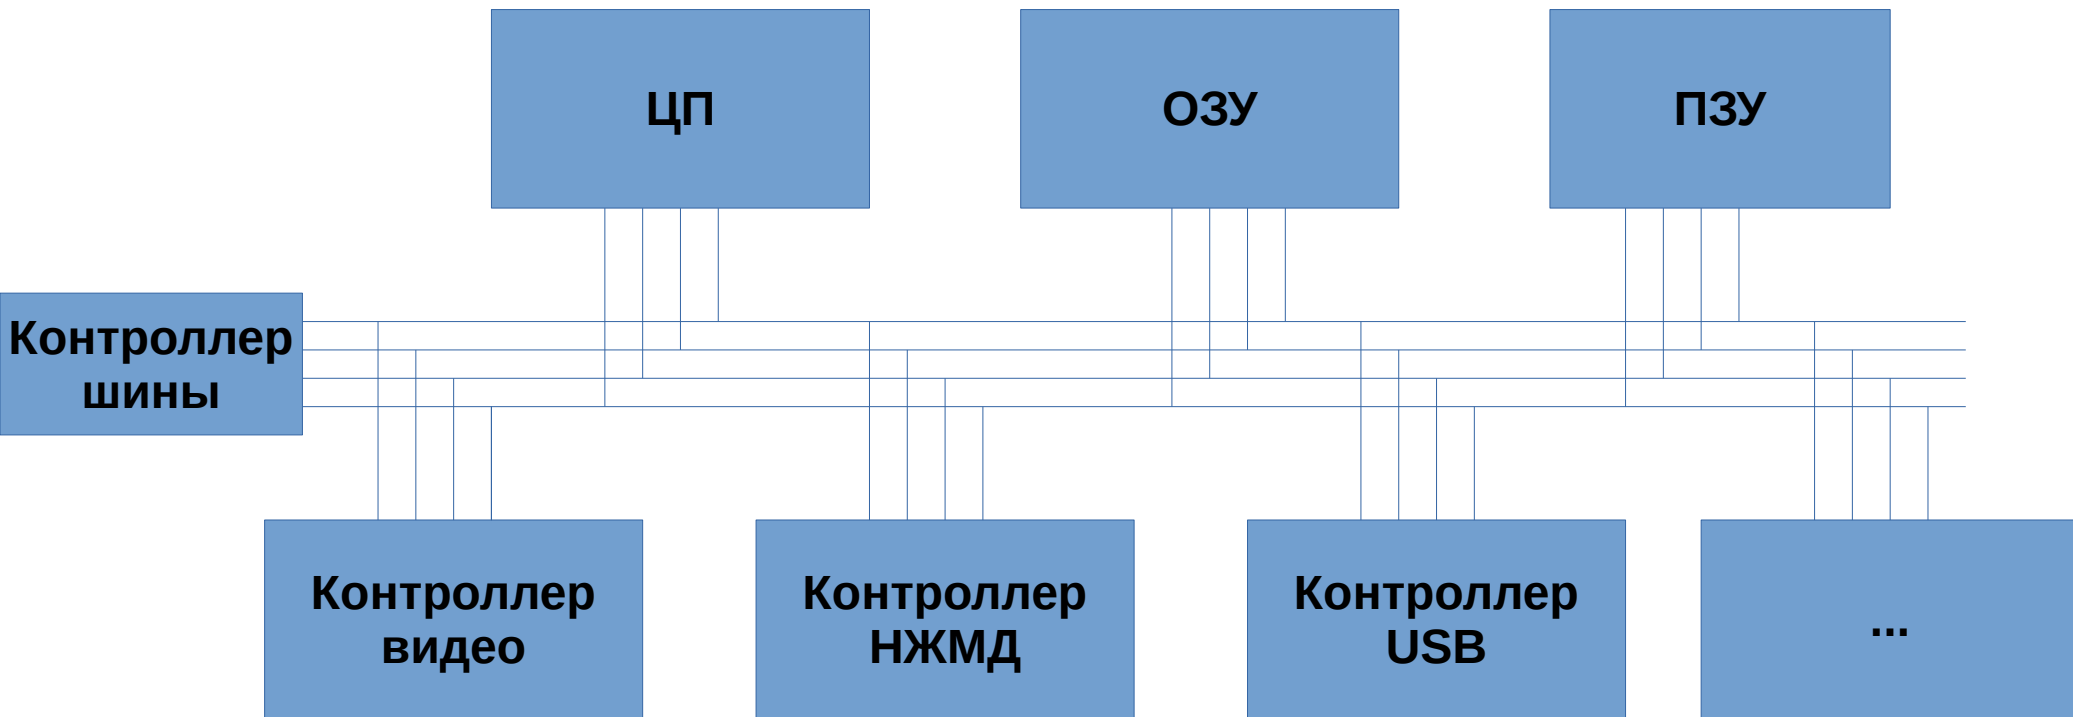 ЦП
ОЗУ
ПЗУ
Контроллер
шины
Контроллер
видео
Контроллер
НЖМД
Контроллер
USB
...